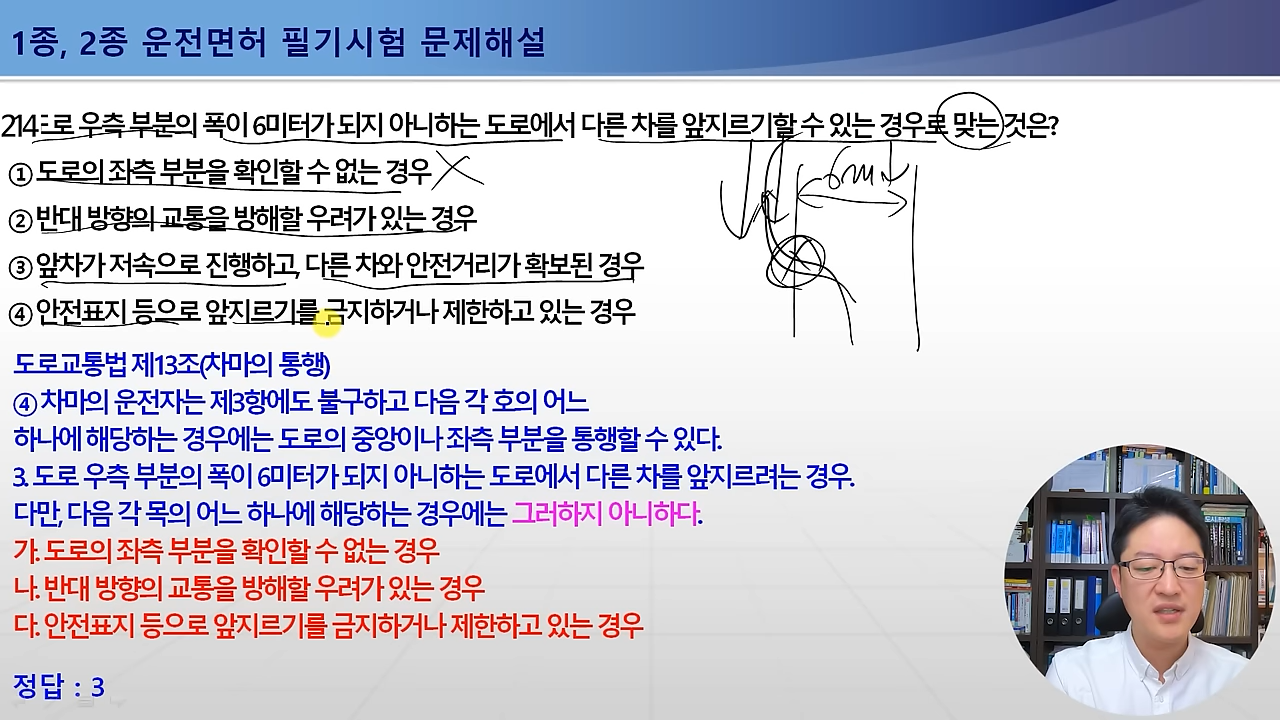 1종, 2종 운전면허 필기시험 문제해설
214도로 우측 부분의 폭이 6미터가 되지 아니하는 도로에서 다른 차를 앞지르기할 수 있는 경우로 맞는 것은?
① 도로의 좌측 부분을 확인할 수 없는 경우
6m
② 반대 방향의 교통을 방해할 우려가 있는 경우
③ 앞차가 저속으로 진행하고, 다른 차와 안전거리가 확보된 경우
④ 안전표지 등으로 앞지르기를 금지하거나 제한하고 있는 경우
도로교통법 제13조(차마의 통행)
④ 차마의 운전자는 제3항에도 불구하고 다음 각 호의 어느
하나에 해당하는 경우에는 도로의 중앙이나 좌측 부분을 통행할 수 있다.
3. 도로 우측 부분의 폭이 6미터가 되지 아니하는 도로에서 다른 차를 앞지르려는 경우.
다만, 다음 각 목의 어느 하나에 해당하는 경우에는 그러하지 아니하다.
가. 도로의 좌측 부분을 확인할 수 없는 경우
나. 반대 방향의 교통을 방해할 우려가 있는 경우
다. 안전표지 등으로 앞지르기를 금지하거나 제한하고 있는 경우
정답 : 3